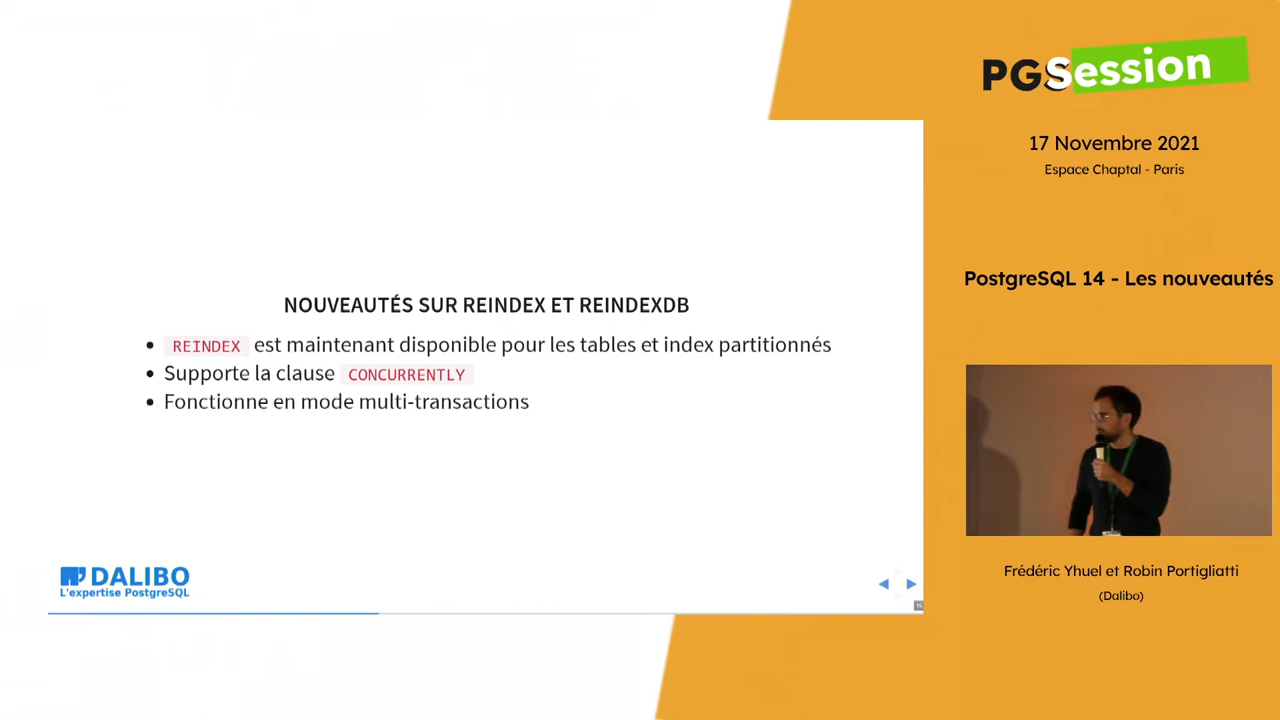 PGSession
17 Novembre 2021
Espace Chaptal - Paris
PostgreSQL 14 - Les nouveautés
NOUVEAUTÉS SUR REINDEX ET REINDEXDB
• REINDEX est maintenant disponible pour les tables et index partitionnés
• Supporte la clause CONCURRENTLY
• Fonctionne en mode multi-transactions
DALIBO
L'expertise PostgreSQL
Frédéric Yhuel et Robin Portigliatti
(Dalibo)